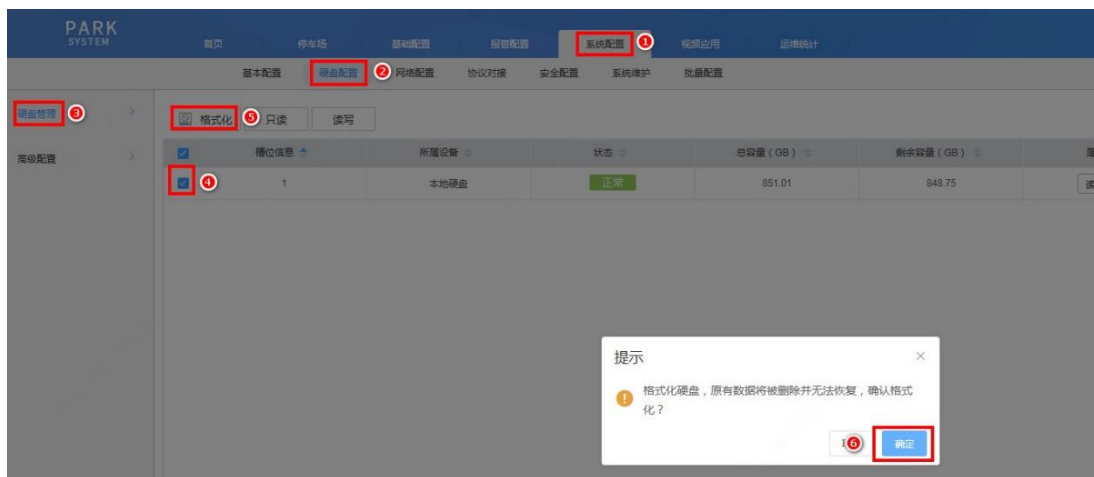 PARK
SYSTEM
首页 停车场 基础配置 报警配置 系统配置 1 视频应用 运维统计
基本配置 硬盘配置 2 网络配置 协议对接 安全配置 系统维护 批量配置
硬盘管理 3
高级配置
格式化 5 只读 读写
槽位信息 所属设备 状态 总容量(GB) 剩余容量(GB)
4 1 本地硬盘 正常 851.01 848.75
提示
格式化硬盘,原有数据将被删除并无法恢复,确认格式
化?
6 确定